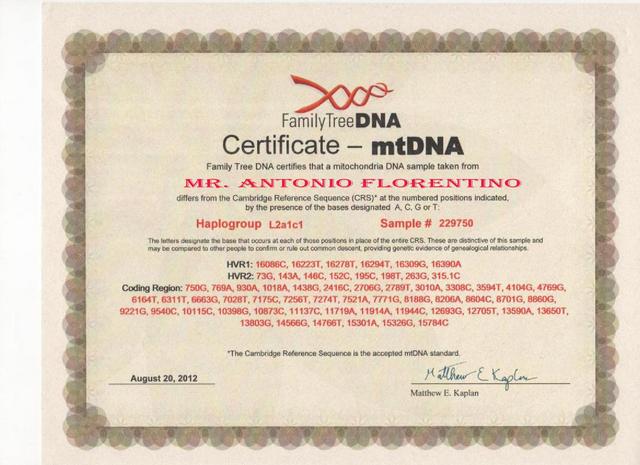 FamilyTreeDNA
Certificate – mtDNA
Family Tree DNA certifies that a mitochondria DNA sample taken from
MR. ANTONIO FLORENTINO
differs from the Cambridge Reference Sequence (CRS)* at the numbered positions indicated,
by the presence of the bases designated A, C, G or T:
Haplogroup L2a1c1 Sample # 229750
The letters designate the base that occurs at each of those positions in place of the entire CRS. These are distinctive of this sample and
may be compared to other people to confirm or rule out common descent, providing genetic evidence of genealogical relationships.
HVR1: 16086C, 16223T, 16278T, 16294T, 16309G, 16390A
HVR2: 73G, 143A, 146C, 152C, 195C, 198T, 263G, 315.1C
Coding Region: 750G, 769A, 930A, 1018A, 1438G, 2416C, 2706G, 2789T, 3010A, 3308C, 3594T, 4104G, 4769G,
6164T, 6311T, 6663G, 7028T, 7175C, 7256T, 7274T, 7521A, 7771G, 8188G, 8206A, 8604C, 8701G, 8860G,
9221G, 9540C, 10115C, 10398G, 10873C, 11137C, 11719A, 11914A, 11944C, 12693G, 12705T, 13590A, 13650T,
13803G, 14566G, 14766T, 15301A, 15326G, 15784C
*The Cambridge Reference Sequence is the accepted mtDNA standard.
August 20, 2012
Matthew E Kaplan
Matthew E. Kaplan